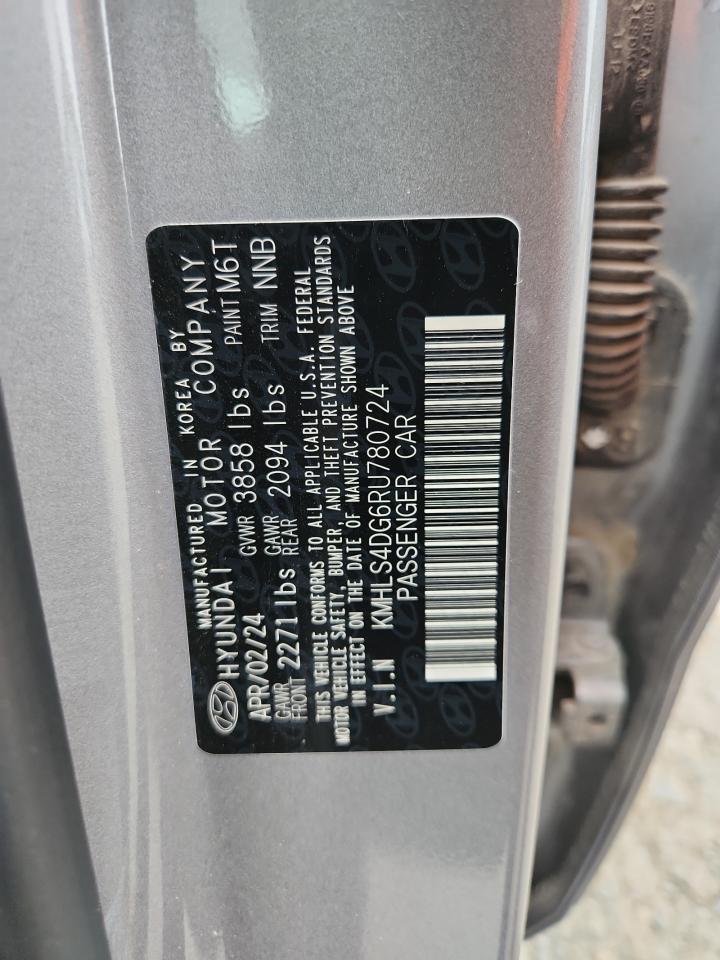 MANUFACTURED IN KOREA BY
HYUNDAI MOTOR COMPANY
APR/02/24 GVWR 3858 lbs PAINT M6T
GAWR FRONT 2271 lbs GAWR REAR 2094 lbs TRIM NNB
THIS VEHICLE CONFORMS TO ALL APPLICABLE U.S.A. FEDERAL
MOTOR VEHICLE SAFETY, BUMPER, AND THEFT PREVENTION STANDARDS
IN EFFECT ON THE DATE OF MANUFACTURE SHOWN ABOVE
V.I.N KMHLS4DG6RU780724
PASSENGER CAR